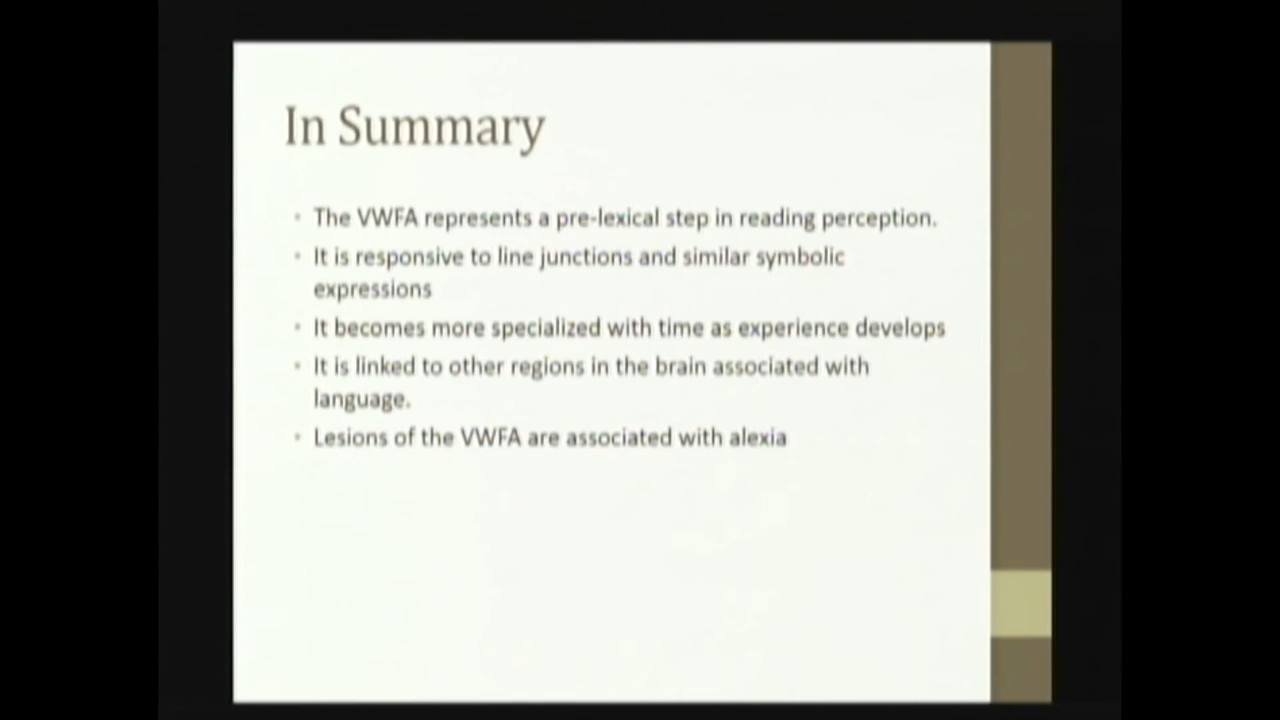 In Summary
• The VWFA represents a pre-lexical step in reading perception.
• It is responsive to line junctions and similar symbolic
expressions
• It becomes more specialized with time as experience develops
• It is linked to other regions in the brain associated with
language.
• Lesions of the VWFA are associated with alexia